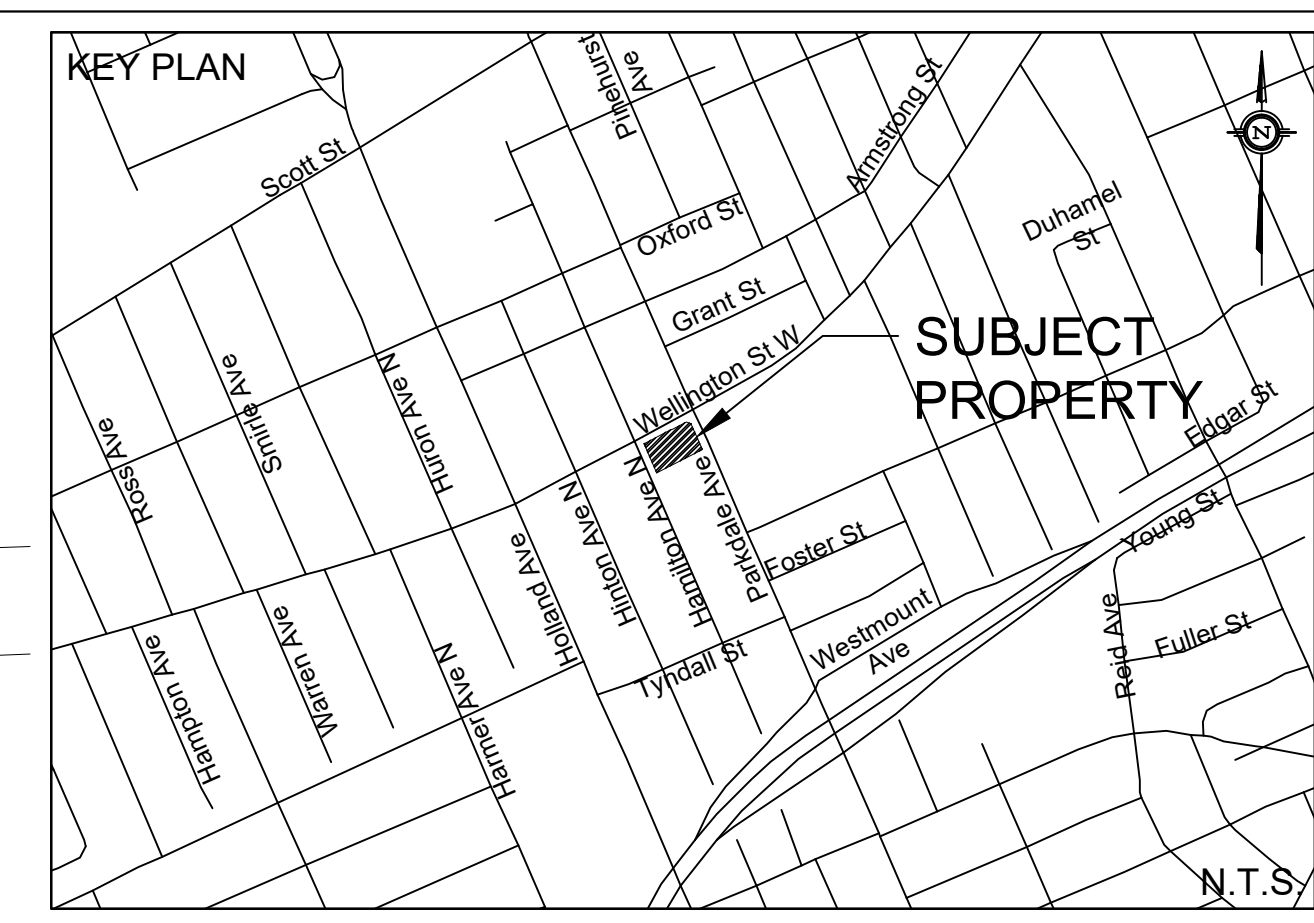 KEY PLAN
Pinehurst
Ave
Armstrong St
N
Scott St
Duhamel
St
Oxford St
Grant St
SUBJECT
PROPERTY
Wellington St W
Smirle Ave
Huron Ave N
Ross Ave
Edgar St
Hinton Ave N
Hamilton Ave N
Parkdale Ave
Young St
Foster St
Holland Ave
Westmount
Ave
Reid Ave
Fuller St
Tyndall St
Hampton Ave
Warren Ave
Harmer Ave N
N.T.S.